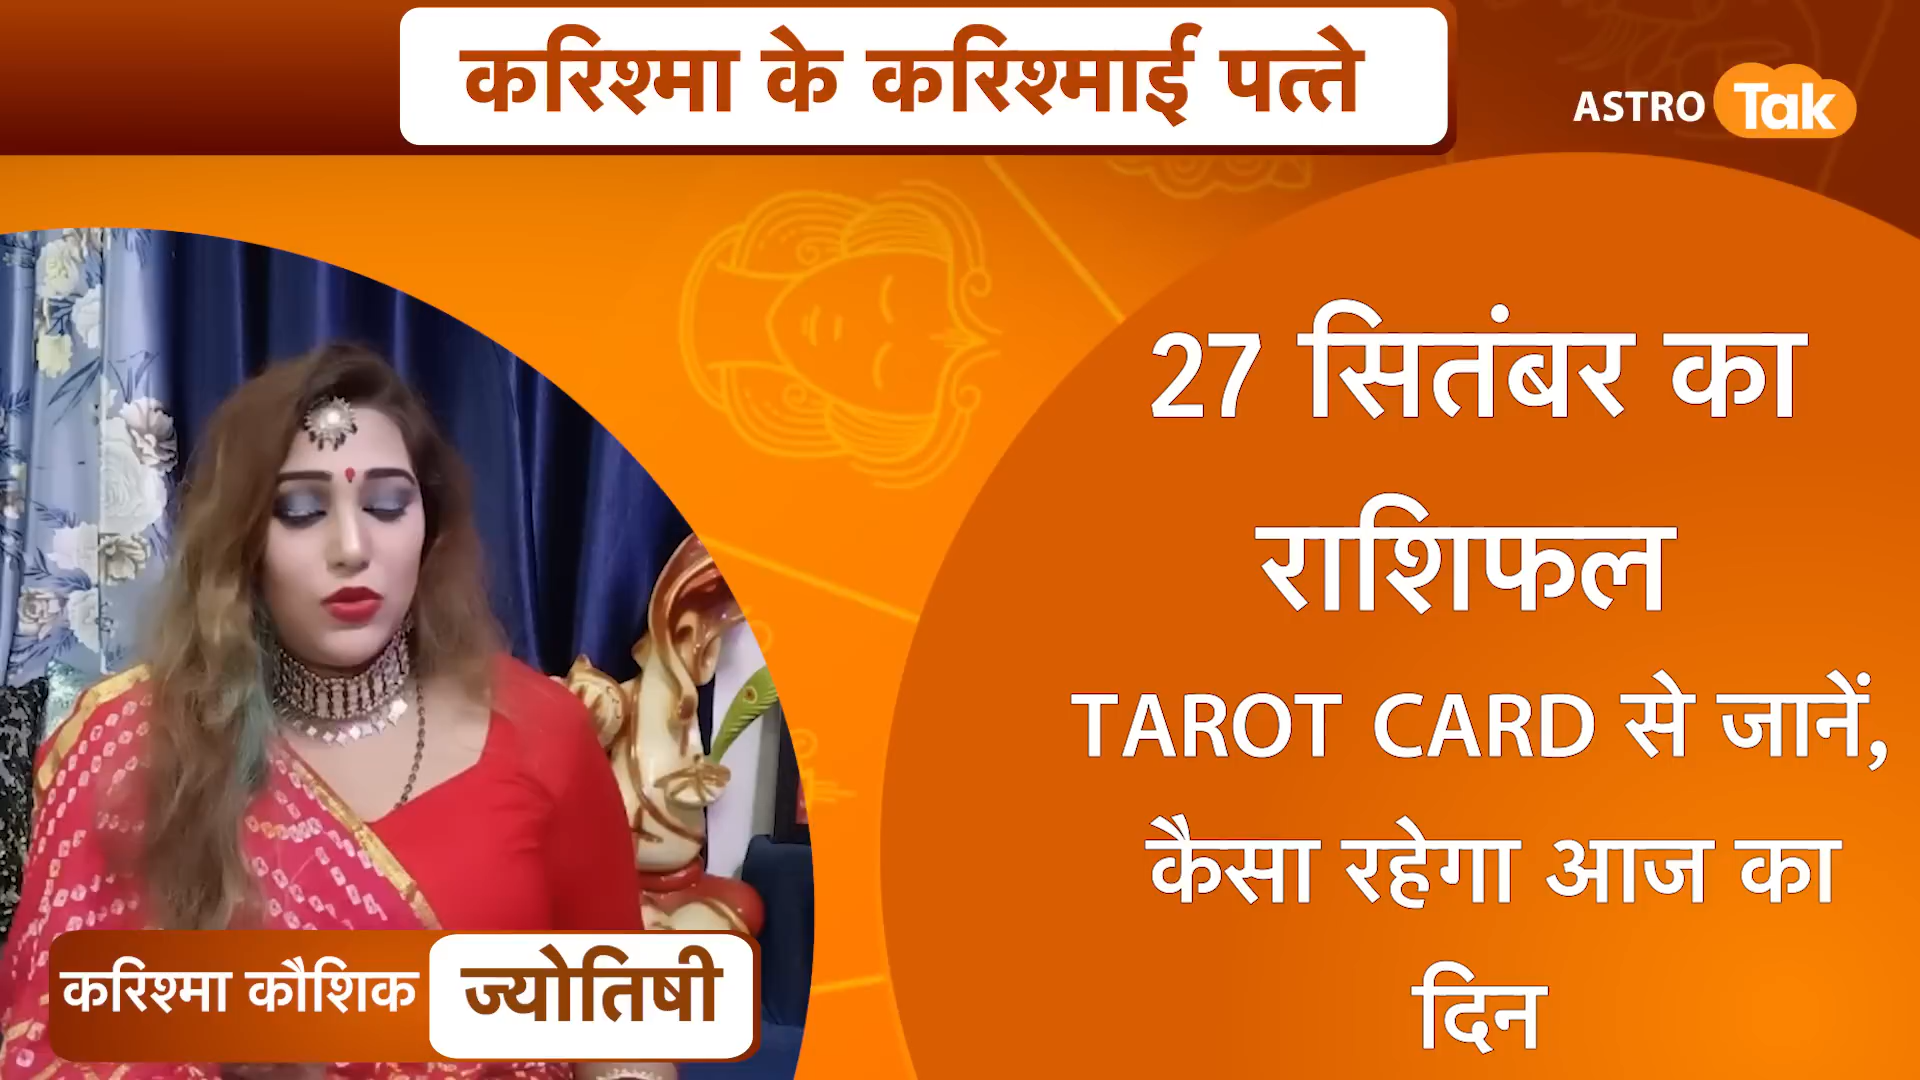 करिश्मा के करिश्माई पत्ते
ASTRO Tak
27 सितंबर का
राशिफल
TAROT CARD से जानें,
कैसा रहेगा आज का
दिन
करिश्मा कौशिक ज्योतिषी